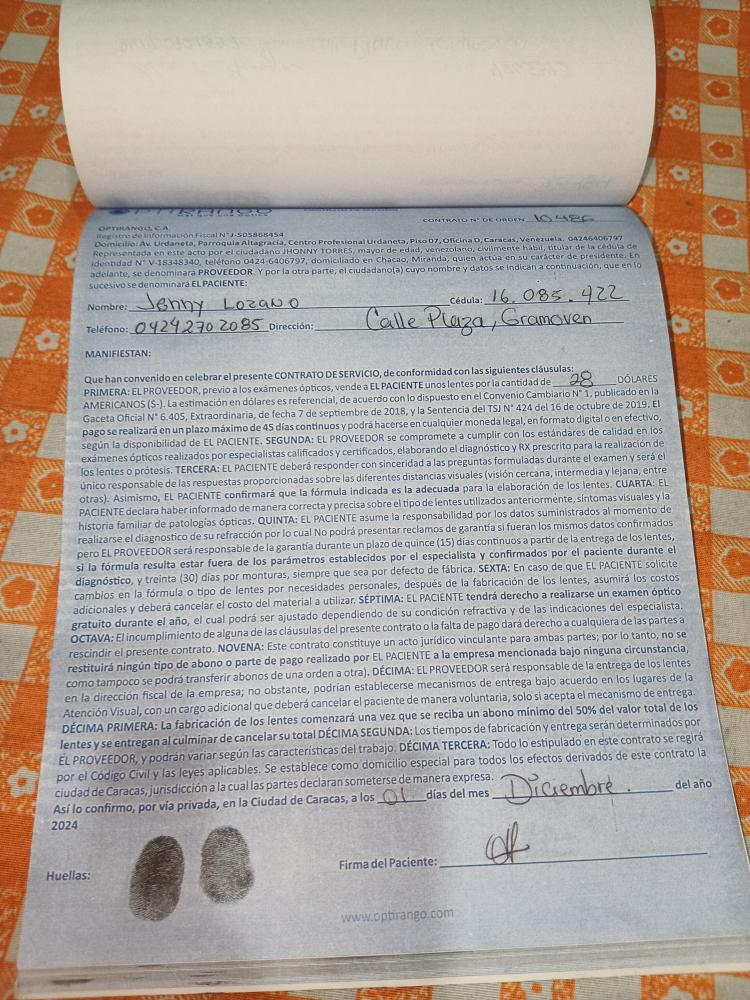 OPTIRANGO
CONTRATO N° DE ORDEN 10486
OPTIRANGO, C.A.
Registro de Información Fiscal N°J-505868454
Domicilio: Av. Urdaneta, Parroquia Altagracia, Centro Profesional Urdaneta, Piso 07, Oficina D, Caracas, Venezuela. 04246406797
Representada en este acto por el ciudadano JHONNY TORRES, mayor de edad, venezolano, civilmente hábil, titular de la cédula de
identidad N° V-18348340, teléfono 0424-6406797, domiciliado en Chacao, Miranda, quien actúa en su carácter de presidente. En
adelante, se denominará PROVEEDOR. Y por la otra parte, el ciudadano(a) cuyo nombre y datos se indican a continuación, que en lo
sucesivo se denominará EL PACIENTE:
Nombre: Jenny Lozano Cédula: 16.085.422
Teléfono: 04242702085 Dirección: Calle Plaza, Gramoven
MANIFIESTAN:
Que han convenido en celebrar el presente CONTRATO DE SERVICIO, de conformidad con las siguientes cláusulas:
PRIMERA: EL PROVEEDOR, previo a los exámenes ópticos, vende a EL PACIENTE unos lentes por la cantidad de 28 DÓLARES
AMERICANOS ($-). La estimación en dólares es referencial, de acuerdo con lo dispuesto en el Convenio Cambiario N° 1, publicado en la
Gaceta Oficial N° 6.405, Extraordinaria, de fecha 7 de septiembre de 2018, y la Sentencia del TSJ N° 424 del 16 de octubre de 2019. El
pago se realizará en un plazo máximo de 45 días continuos y podrá hacerse en cualquier moneda legal, en formato digital o en efectivo,
según la disponibilidad de EL PACIENTE. SEGUNDA: EL PROVEEDOR se compromete a cumplir con los estándares de calidad en los
exámenes ópticos realizados por especialistas calificados y certificados, elaborando el diagnóstico y RX prescrito para la realización de
los lentes o prótesis. TERCERA: EL PACIENTE deberá responder con sinceridad a las preguntas formuladas durante el examen y será el
único responsable de las respuestas proporcionadas sobre las diferentes distancias visuales (visión cercana, intermedia y lejana, entre
otras). Asimismo, EL PACIENTE confirmará que la fórmula indicada es la adecuada para la elaboración de los lentes. CUARTA: EL
PACIENTE declara haber informado de manera correcta y precisa sobre el tipo de lentes utilizados anteriormente, síntomas visuales y la
historia familiar de patologías ópticas. QUINTA: EL PACIENTE asume la responsabilidad por los datos suministrados al momento de
realizarse el diagnóstico de su refracción por lo cual No podrá presentar reclamos de garantía si fueran los mismos datos confirmados
pero EL PROVEEDOR será responsable de la garantía durante un plazo de quince (15) días continuos a partir de la entrega de los lentes,
si la fórmula resulta estar fuera de los parámetros establecidos por el especialista y confirmados por el paciente durante el
diagnóstico, y treinta (30) días por monturas, siempre que sea por defecto de fábrica. SEXTA: En caso de que EL PACIENTE solicite
cambios en la fórmula o tipo de lentes por necesidades personales, después de la fabricación de los lentes, asumirá los costos
adicionales y deberá cancelar el costo del material a utilizar. SÉPTIMA: EL PACIENTE tendrá derecho a realizarse un examen óptico
gratuito durante el año, el cual podrá ser ajustado dependiendo de su condición refractiva y de las indicaciones del especialista.
OCTAVA: El incumplimiento de alguna de las cláusulas del presente contrato o la falta de pago dará derecho a cualquiera de las partes a
rescindir el presente contrato. NOVENA: Este contrato constituye un acto jurídico vinculante para ambas partes; por lo tanto, no se
restituirá ningún tipo de abono o parte de pago realizado por EL PACIENTE a la empresa mencionada bajo ninguna circunstancia,
como tampoco se podrá transferir abonos de una orden a otra). DÉCIMA: EL PROVEEDOR será responsable de la entrega de los lentes
en la dirección fiscal de la empresa; no obstante, podrían establecerse mecanismos de entrega bajo acuerdo en los lugares de la
Atención Visual, con un cargo adicional que deberá cancelar el paciente de manera voluntaria, solo si acepta el mecanismo de entrega.
DÉCIMA PRIMERA: La fabricación de los lentes comenzará una vez que se reciba un abono mínimo del 50% del valor total de los
lentes y se entregan al culminar de cancelar su total DÉCIMA SEGUNDA: Los tiempos de fabricación y entrega serán determinados por
EL PROVEEDOR, y podrán variar según las características del trabajo. DÉCIMA TERCERA: Todo lo estipulado en este contrato se regirá
por el Código Civil y las leyes aplicables. Se establece como domicilio especial para todos los efectos derivados de este contrato la
ciudad de Caracas, jurisdicción a la cual las partes declaran someterse de manera expresa.
Así lo confirmo, por vía privada, en la Ciudad de Caracas, a los 01 días del mes Diciembre. del año
2024
Huellas:
Firma del Paciente:
www.optirango.com